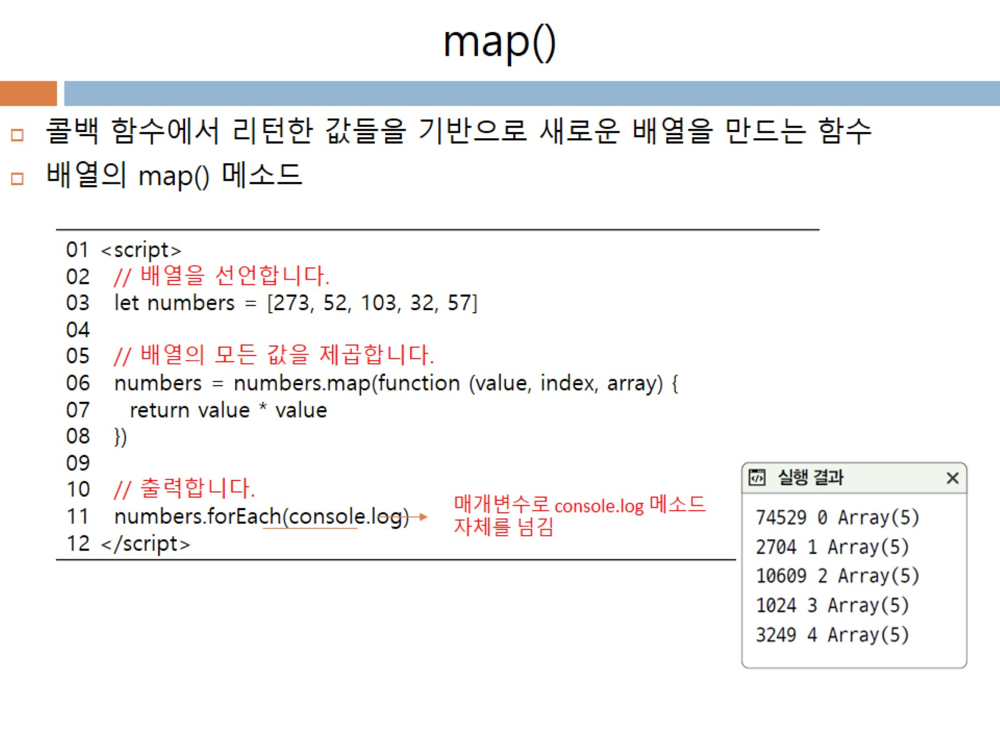 map()
콜백 함수에서 리턴한 값들을 기반으로 새로운 배열을 만드는 함수
배열의 map() 메소드
01 <script>
02 // 배열을 선언합니다.
03 let numbers = [273, 52, 103, 32, 57]
04
05 // 배열의 모든 값을 제곱합니다.
06 numbers = numbers.map(function (value, index, array) {
07 return value * value
08 })
09
10 // 출력합니다.
11 numbers.forEach(console.log)
12 </script>
매개변수로 console.log 메소드
자체를 넘김
실행 결과
74529 0 Array(5)
2704 1 Array(5)
10609 2 Array(5)
1024 3 Array(5)
3249 4 Array(5)